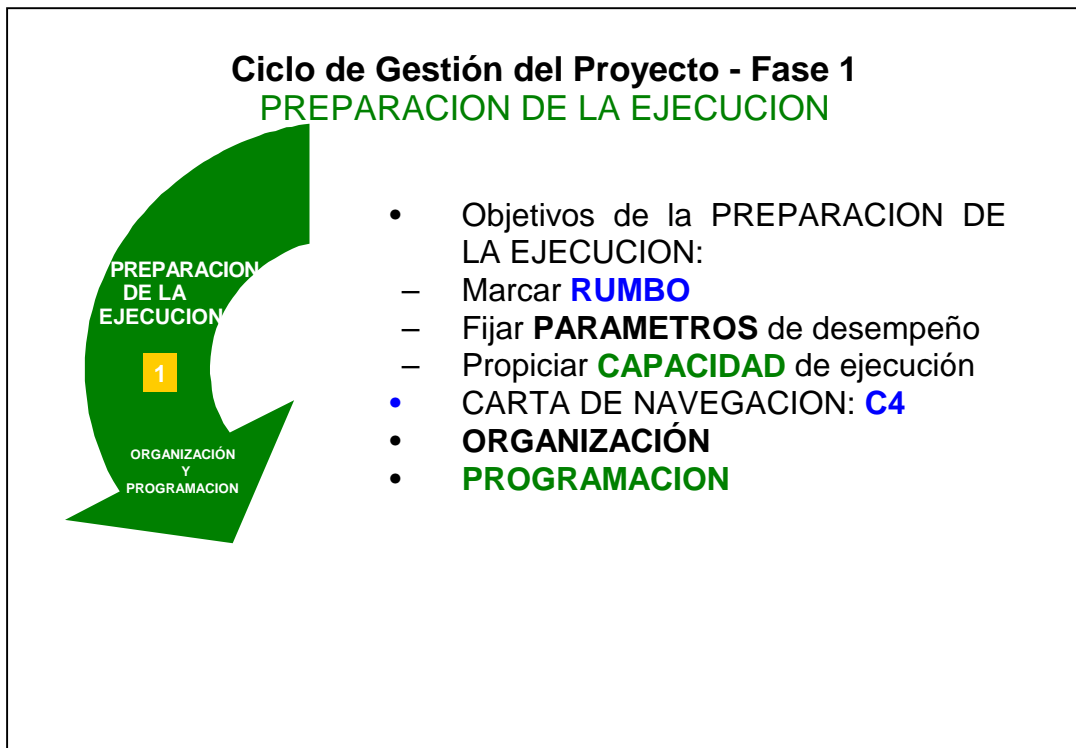 Ciclo de Gestión del Proyecto - Fase 1
PREPARACION DE LA EJECUCION
PREPARACION
DE LA
EJECUCION
1
ORGANIZACIÓN
Y
PROGRAMACION
• Objetivos de la PREPARACION DE
LA EJECUCION:
– Marcar RUMBO
– Fijar PARAMETROS de desempeño
– Propiciar CAPACIDAD de ejecución
• CARTA DE NAVEGACION: C4
• ORGANIZACIÓN
• PROGRAMACION